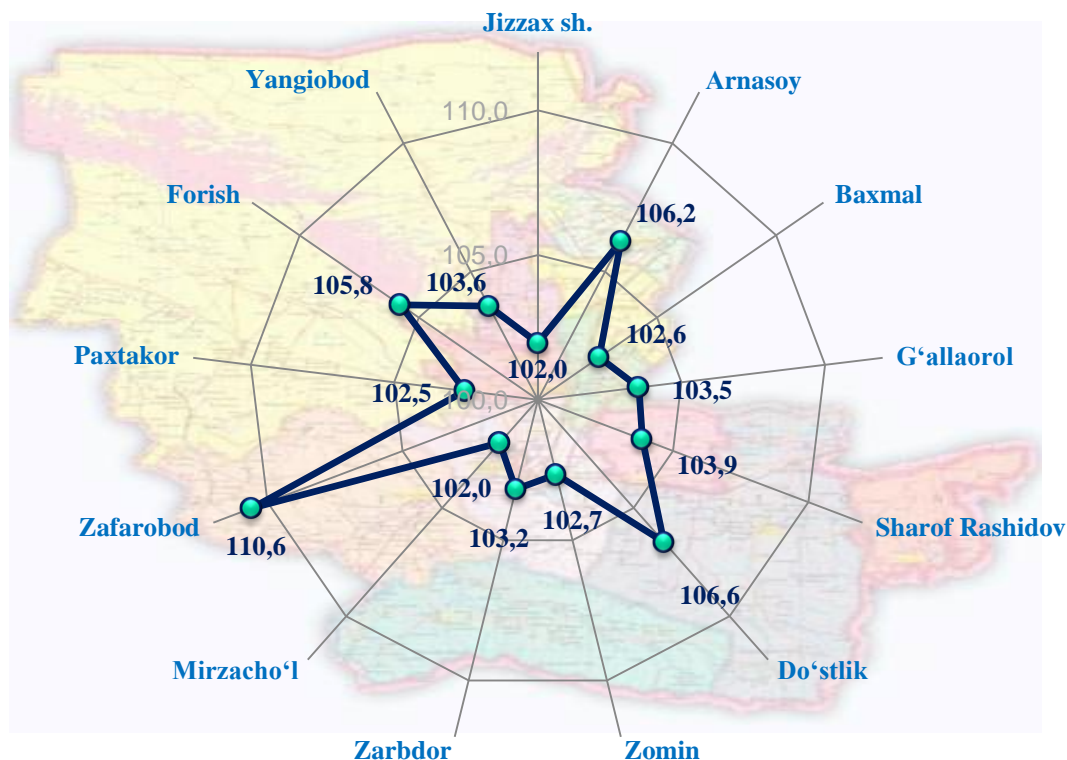 Jizzax sh.
Yangiobod
Arnasoy
110,0
Forish
Baxmal
106,2
105,0
105,8
103,6
102,6
Paxtakor
G‘allaorol
102,0
102,5
100,0
103,5
103,9
102,0
Zafarobod
103,2
102,7
Sharof Rashidov
110,6
106,6
Mirzacho‘l
Do‘stlik
Zarbdor
Zomin